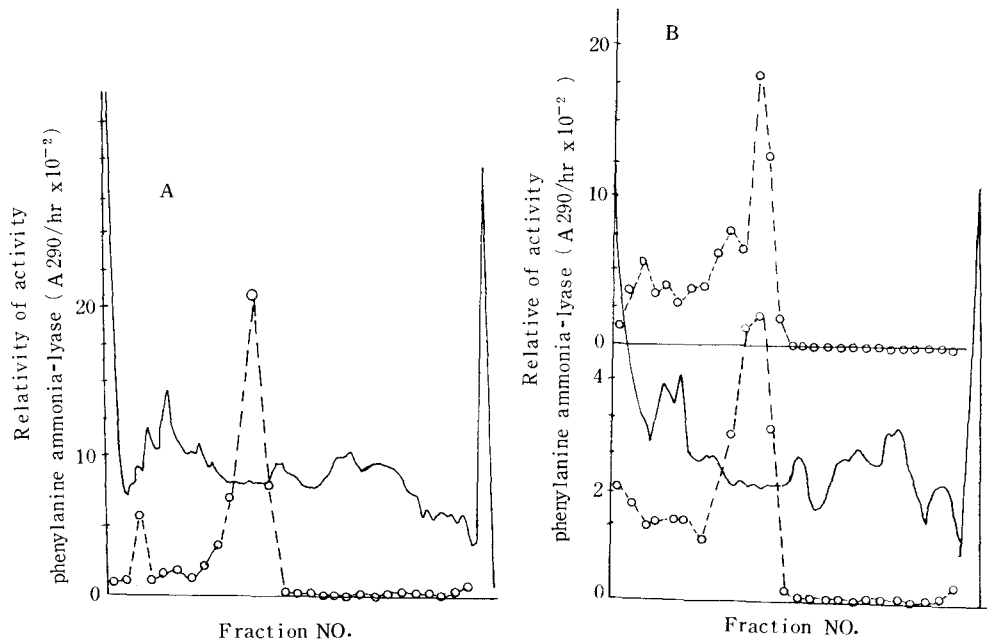 A
Relativity of activity
phenylanine ammonia-lyase ( A 290/hr x10⁻² )
20
10
0
Fraction NO.
B
Relative of activity
phenylanine ammonia-lyase ( A 290/hr x10⁻² )
20
10
0
4
2
0
Fraction NO.